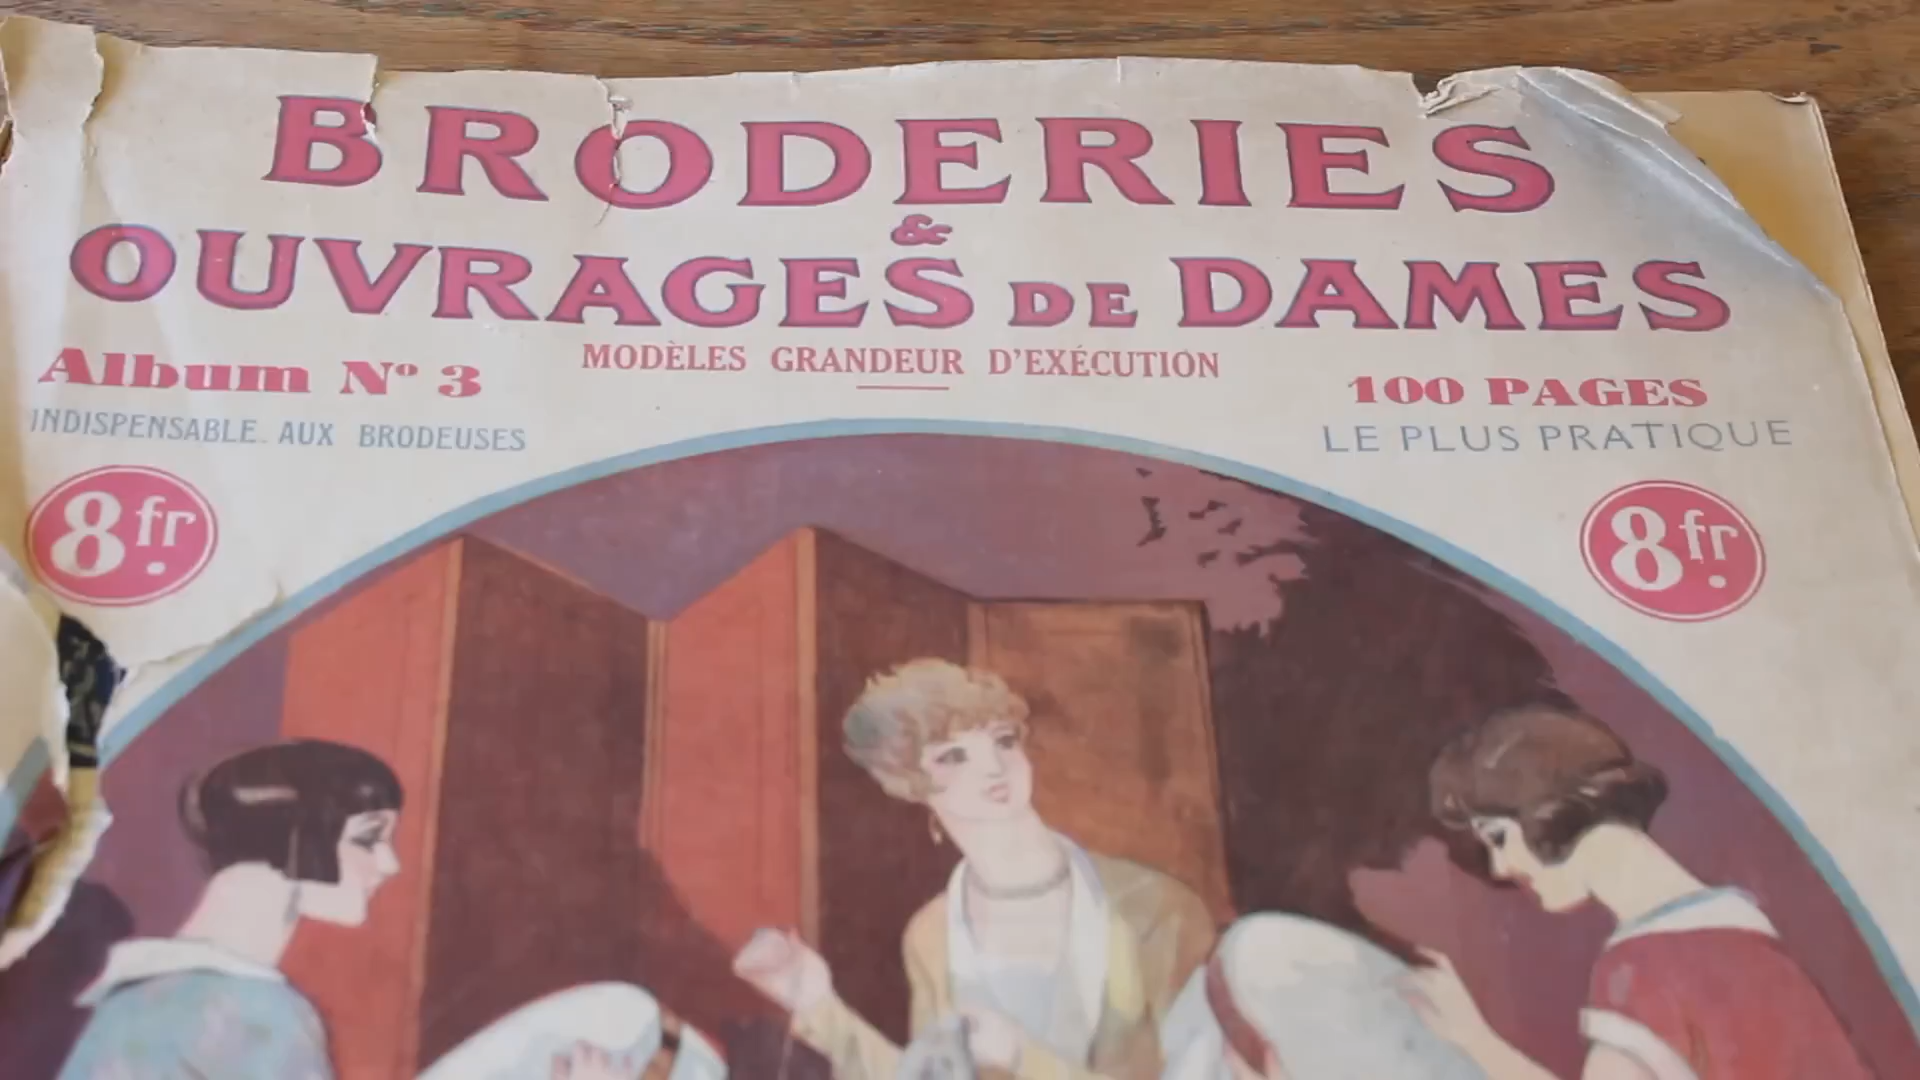 BRODERIES
&
OUVRAGES DE DAMES
MODÈLES GRANDEUR D'EXÉCUTION
Album Nº 3
INDISPENSABLE AUX BRODEUSES
8fr.
100 PAGES
LE PLUS PRATIQUE
8fr.